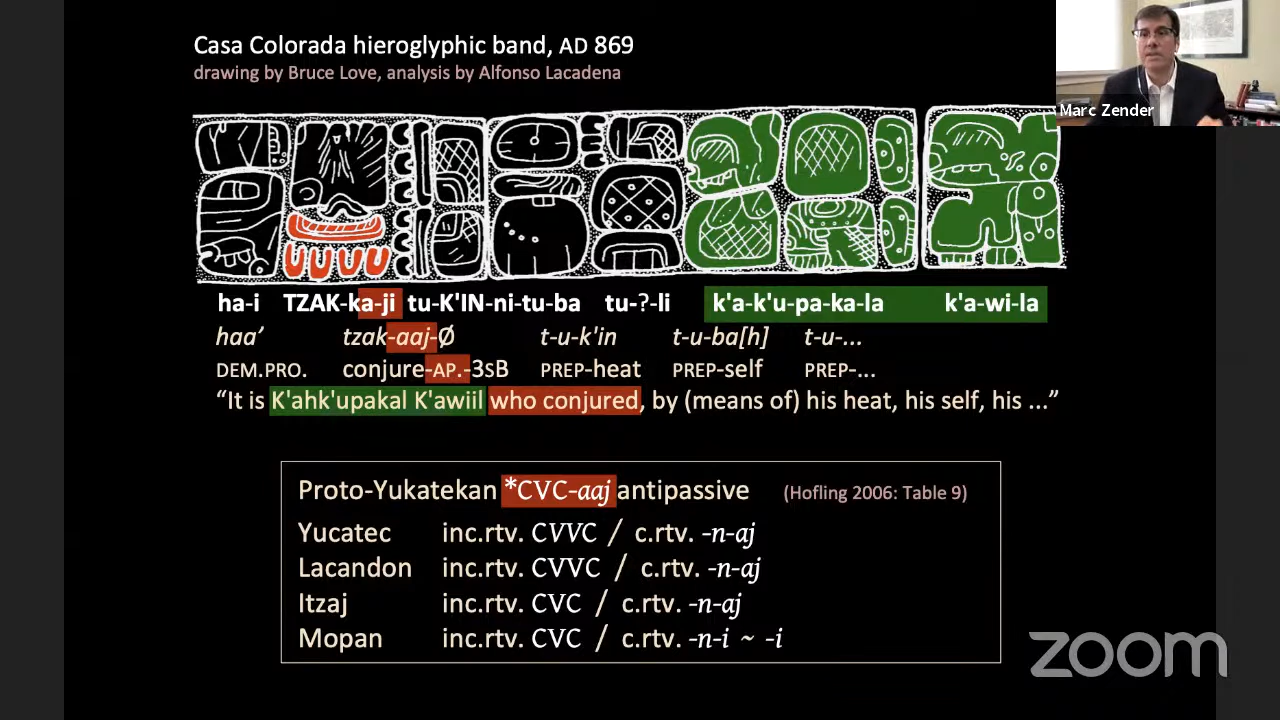 Casa Colorada hieroglyphic band, AD 869
drawing by Bruce Love, analysis by Alfonso Lacadena
Marc Zender
ha-i TZAK-ka-ji tu-K'IN-ni-tu-ba tu-?-li k'a-k'u-pa-ka-la k'a-wi-la
haa’ tzak-aaj-Ø t-u-k'in t-u-ba[h] t-u-...
DEM.PRO. conjure-AP.-3SB PREP-heat PREP-self PREP-...
“It is K'ahk'upakal K'awiil who conjured, by (means of) his heat, his self, his ...”
Proto-Yukatekan *CVC-aaj antipassive (Hofling 2006: Table 9)
Yucatec inc.rtv. CVVC / c.rtv. -n-aj
Lacandon inc.rtv. CVVC / c.rtv. -n-aj
Itzaj inc.rtv. CVC / c.rtv. -n-aj
Mopan inc.rtv. CVC / c.rtv. -n-i ~ -i
zoom